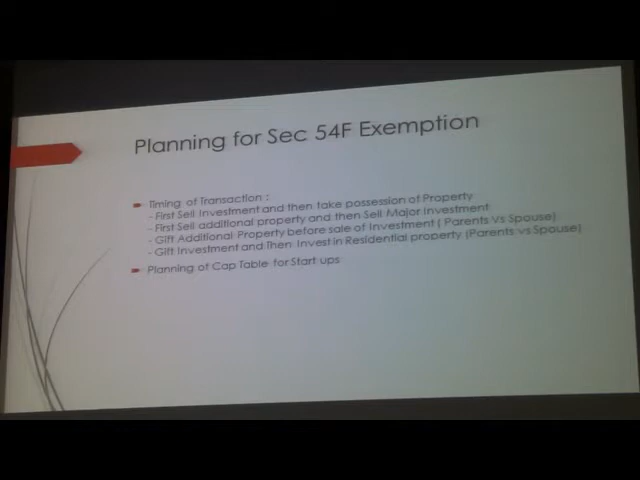 Planning for Sec 54F Exemption
Timing of Transaction :
- First Sell Investment and then take possession of Property
- First Sell additional property and then Sell Major Investment
- Gift Additional Property before sale of Investment ( Parents Vs Spouse)
- Gift Investment and Then Invest in Residential property (Parents vs Spouse)
Planning of Cap Table for Start ups